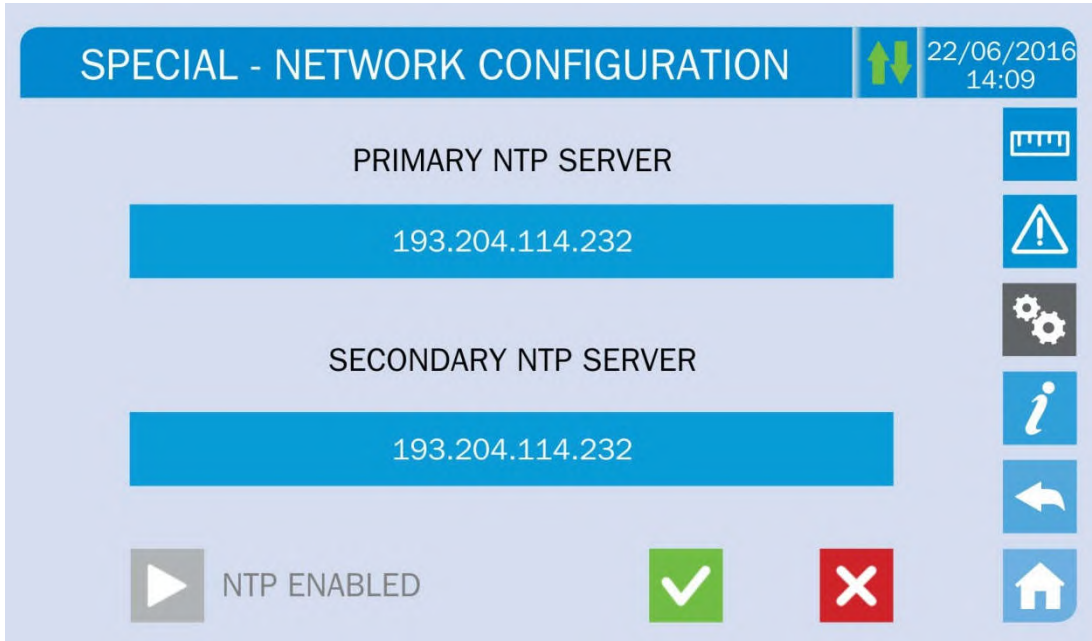 SPECIAL - NETWORK CONFIGURATION
22/06/2016
14:09
PRIMARY NTP SERVER
193.204.114.232
SECONDARY NTP SERVER
193.204.114.232
NTP ENABLED